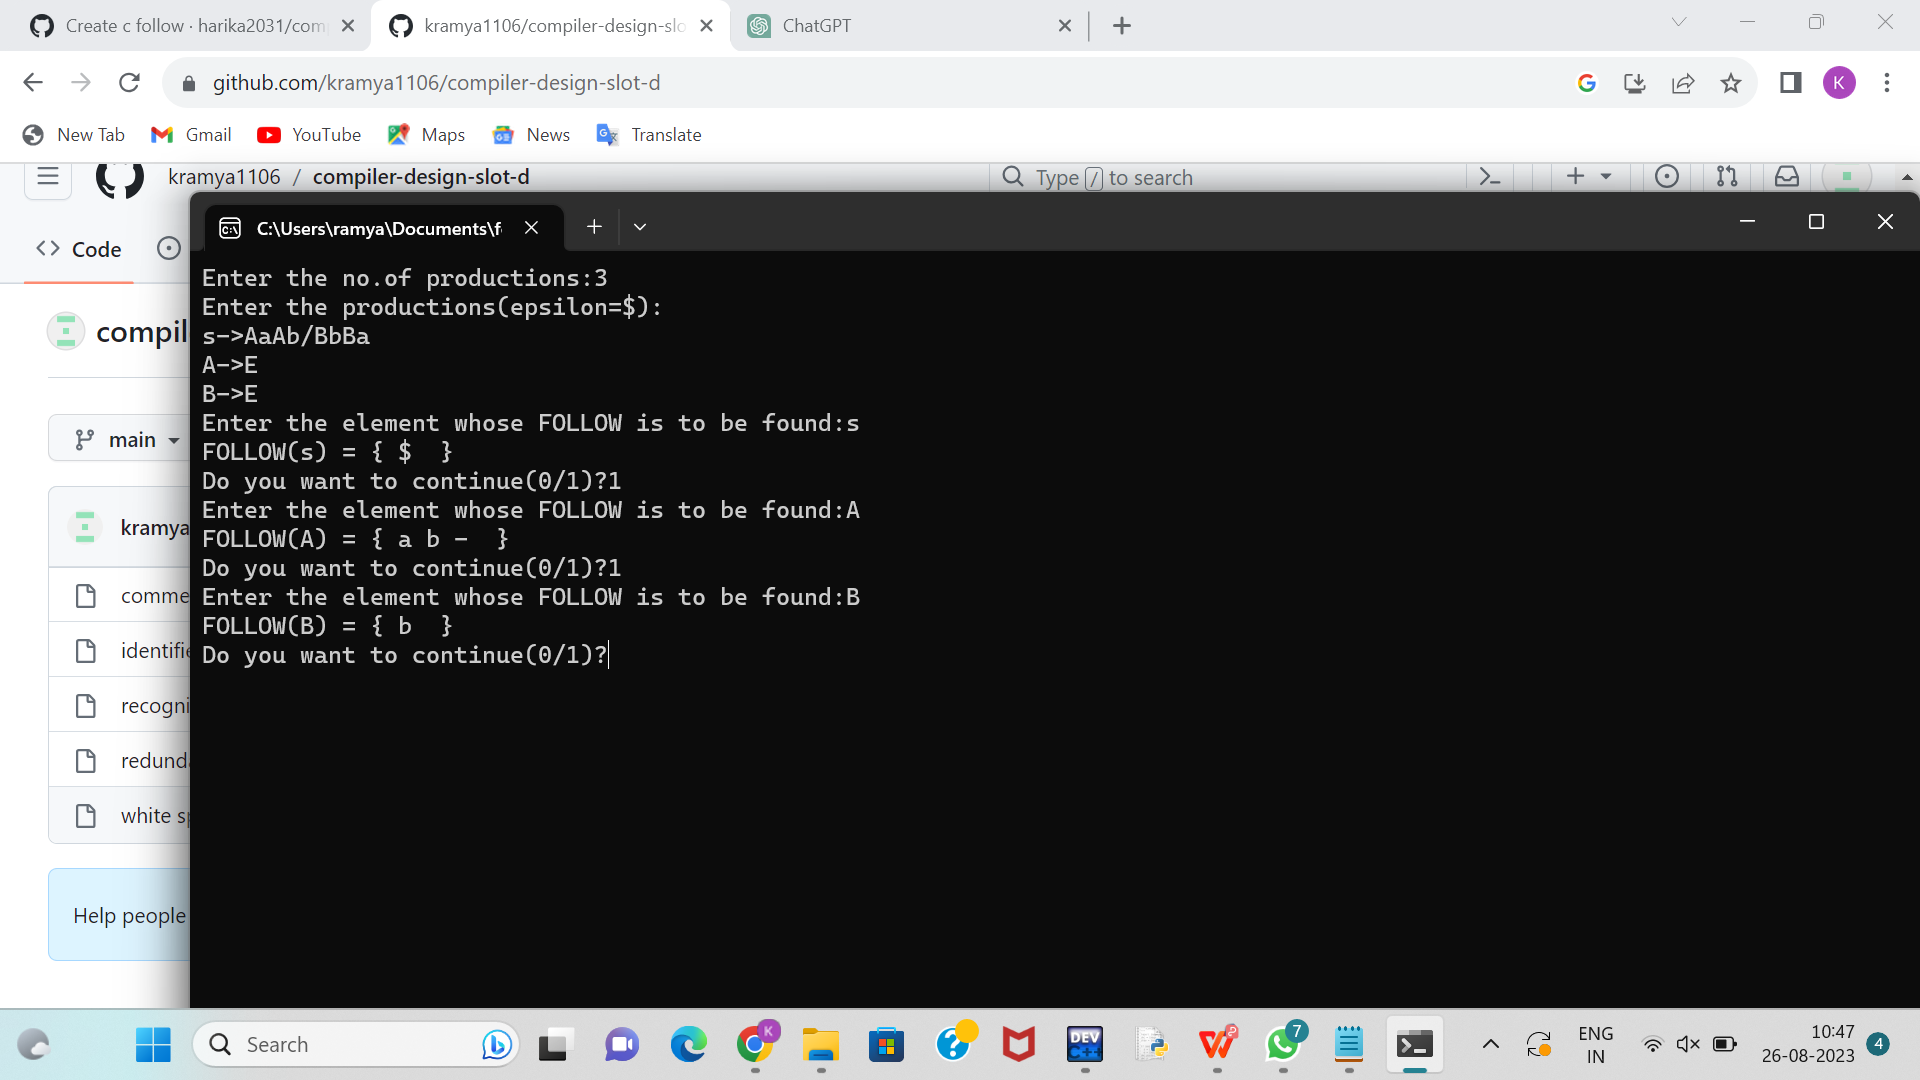 Create c follow · harika2031/com
kramya1106/compiler-design-slo
ChatGPT
github.com/kramya1106/compiler-design-slot-d
K
New Tab
Gmail
YouTube
Maps
News
Translate
kramya1106 / compiler-design-slot-d
Type / to search
C:\Users\ramya\Documents\f
Code
compil
main
kramya
comme
identifi
recogni
redund
white s
Help people
Enter the no.of productions:3
Enter the productions(epsilon=$):
s->AaAb/BbBa
A->E
B->E
Enter the element whose FOLLOW is to be found:s
FOLLOW(s) = { $  }
Do you want to continue(0/1)?1
Enter the element whose FOLLOW is to be found:A
FOLLOW(A) = { a b -  }
Do you want to continue(0/1)?1
Enter the element whose FOLLOW is to be found:B
FOLLOW(B) = { b  }
Do you want to continue(0/1)?
Search
K
DEV
C++
7
ENG
IN
10:47
26-08-2023
4